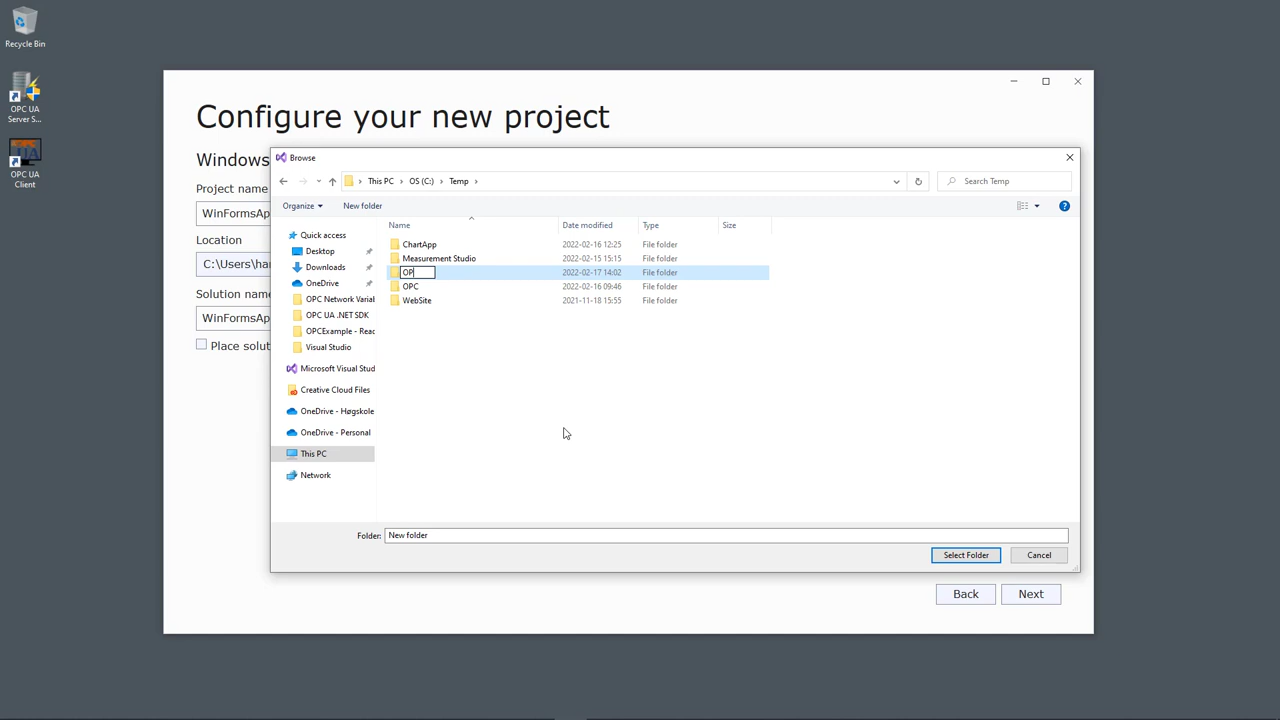 Recycle Bin
OPC UA
Server S...
OPC UA
Client
Configure your new project
Windows
Project name
WinFormsAp
Location
C:\Users\ha
Solution name
WinFormsAp
Place solut
Browse
This PC > OS (C:) > Temp >
Search Temp
Organize New folder
Name Date modified Type Size
Quick access
Desktop
Downloads
OneDrive
OPC Network Variab
OPC UA .NET SDK
OPCExample - Reac
Visual Studio
Microsoft Visual Stud
Creative Cloud Files
OneDrive - Høgskole
OneDrive - Personal
This PC
Network
ChartApp 2022-02-16 12:25 File folder
Measurement Studio 2022-02-15 15:15 File folder
OP 2022-02-17 14:02 File folder
OPC 2022-02-16 09:46 File folder
WebSite 2021-11-18 15:55 File folder
Folder: New folder
Select Folder Cancel
Back Next